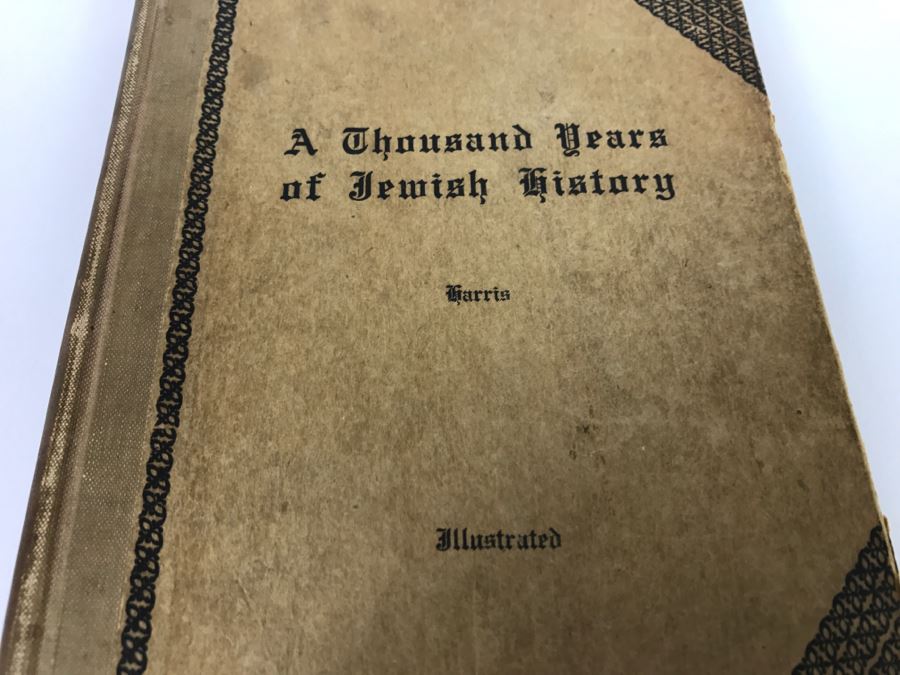 A Thousand Years
of Jewish History
Harris
Illustrated